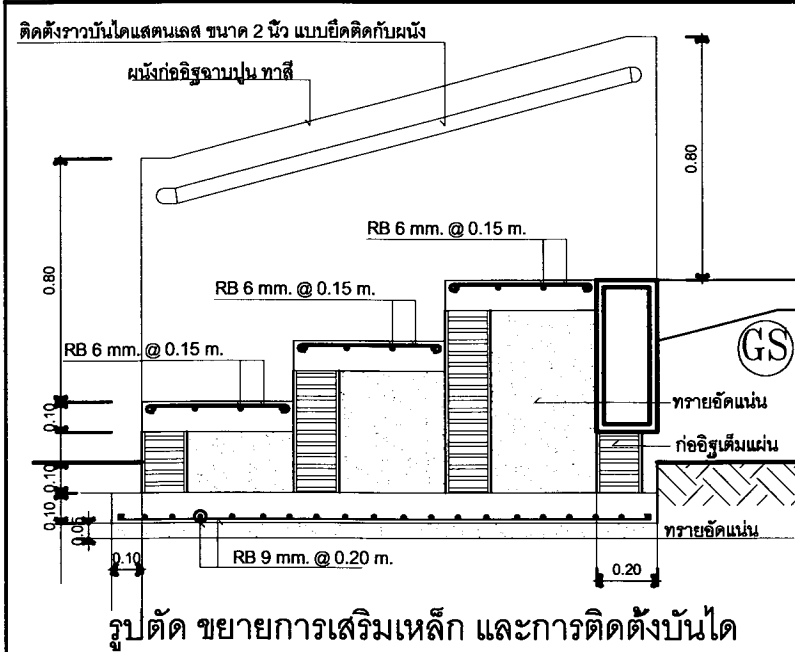 ติดตั้งราวบันไดแสตนเลส ขนาด 2 นิ้ว แบบยึดติดกับผนัง
ผนังก่ออิฐฉาบปูน ทาสี
0.80
RB 6 mm. @ 0.15 m.
0.80
RB 6 mm. @ 0.15 m.
GS
RB 6 mm. @ 0.15 m.
ทรายอัดแน่น
0.10
ก่ออิฐเต็มแผ่น
0.10
0.10
0.05
ทรายอัดแน่น
0.10
RB 9 mm. @ 0.20 m.
0.20
รูปตัด ขยายการเสริมเหล็ก และการติดตั้งบันได